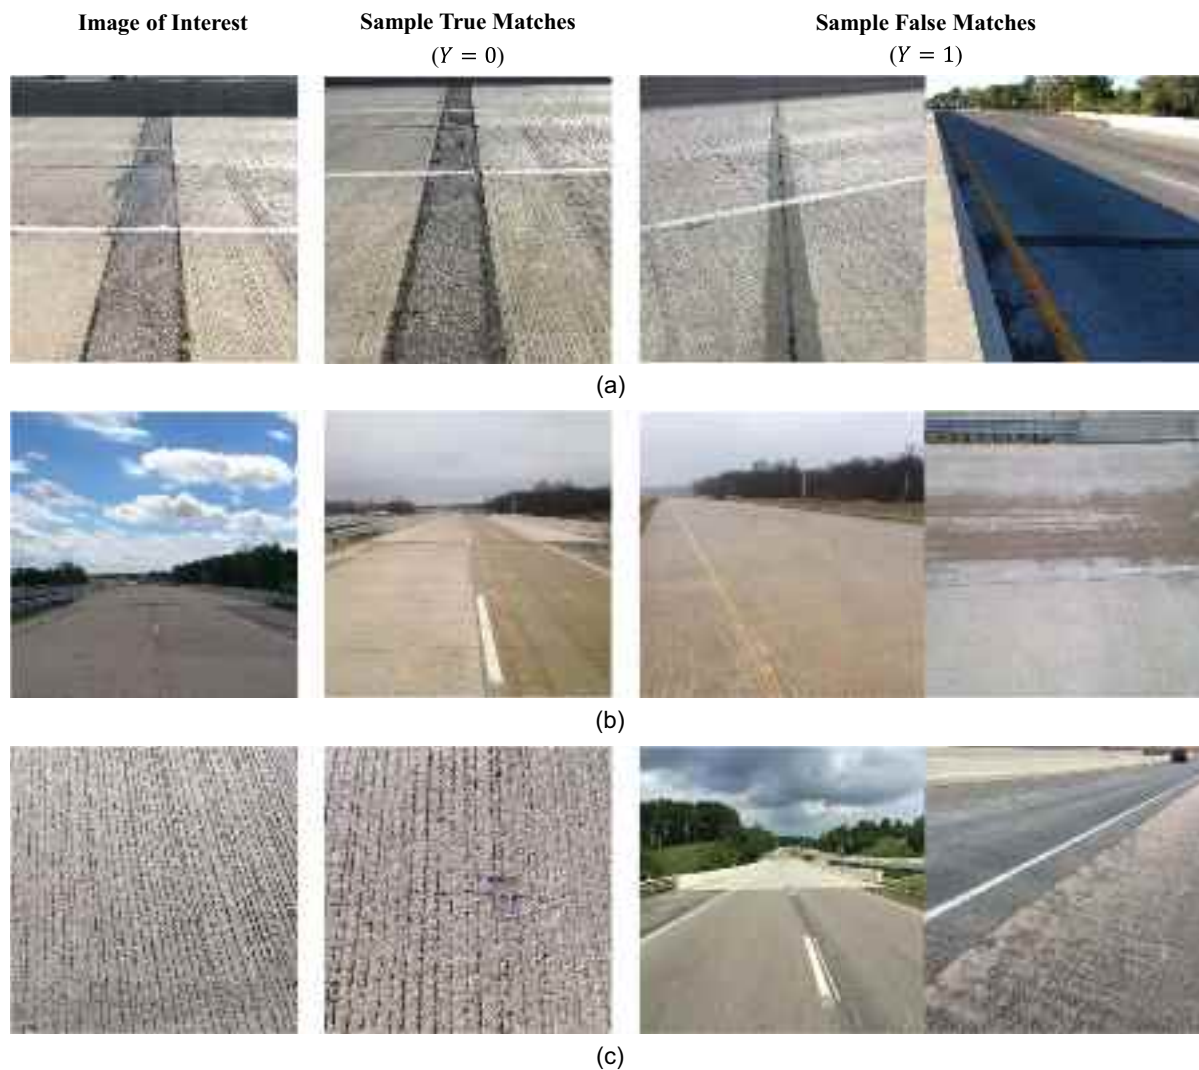 Image of Interest
Sample True Matches
(Y = 0)
Sample False Matches
(Y = 1)
(a)
(b)
(c)